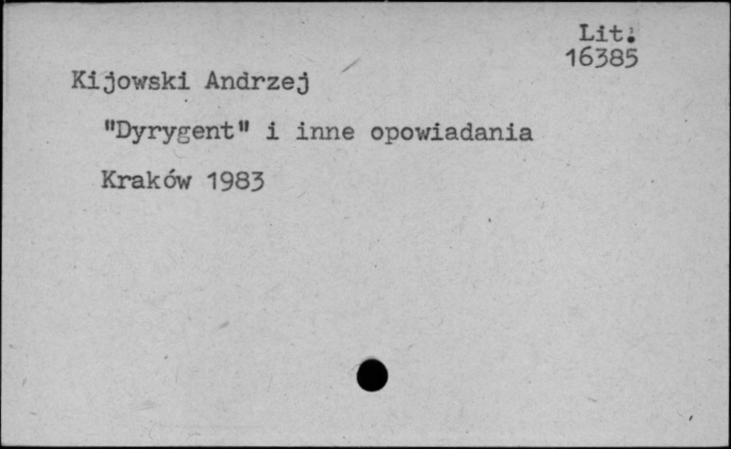 Lit.
16385
Kijowski Andrzej
"Dyrygent" i inne opowiadania
Kraków 1983